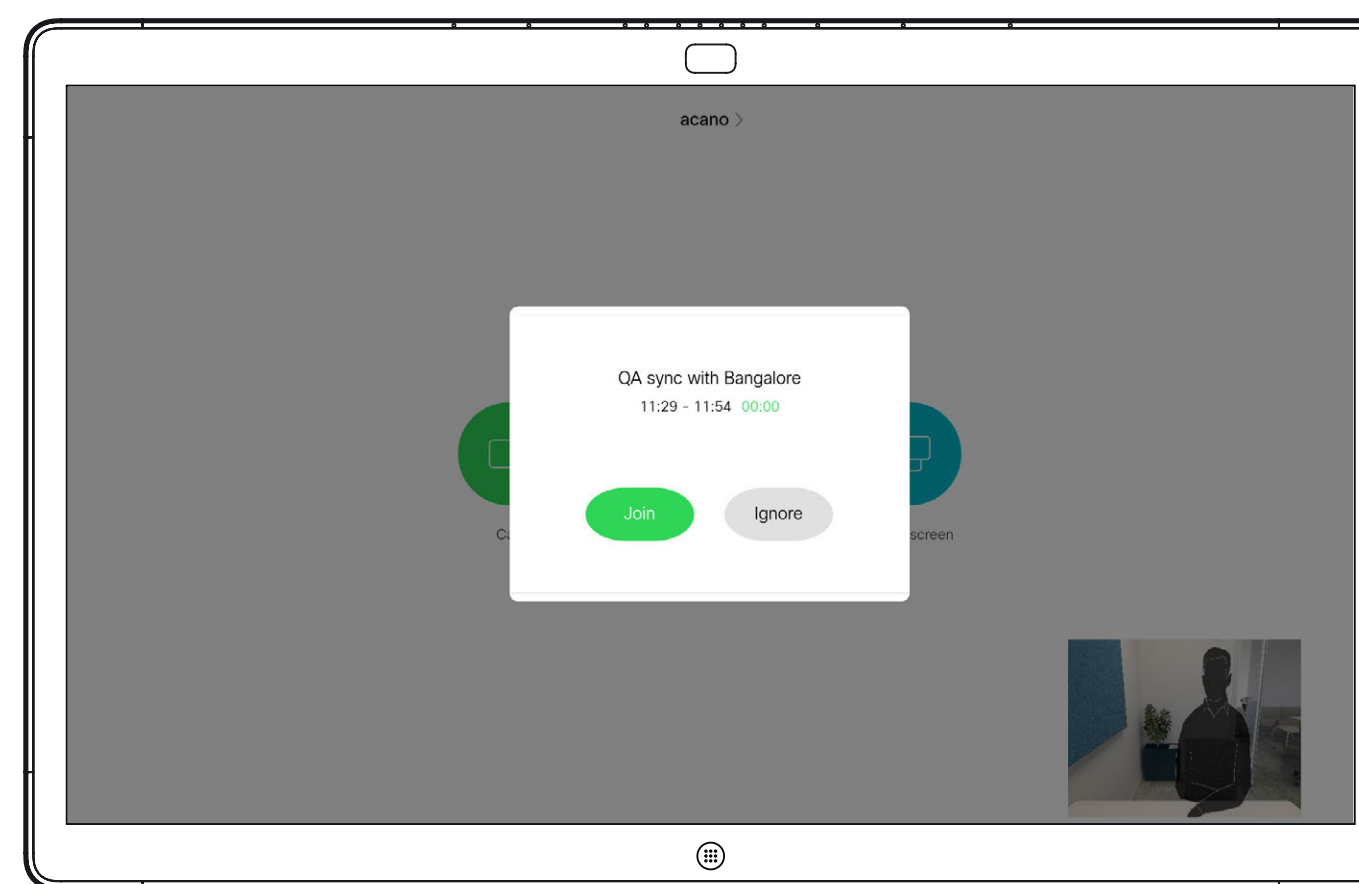 acano >
QA sync with Bangalore
11:29 - 11:54 00:00
Join Ignore
screen